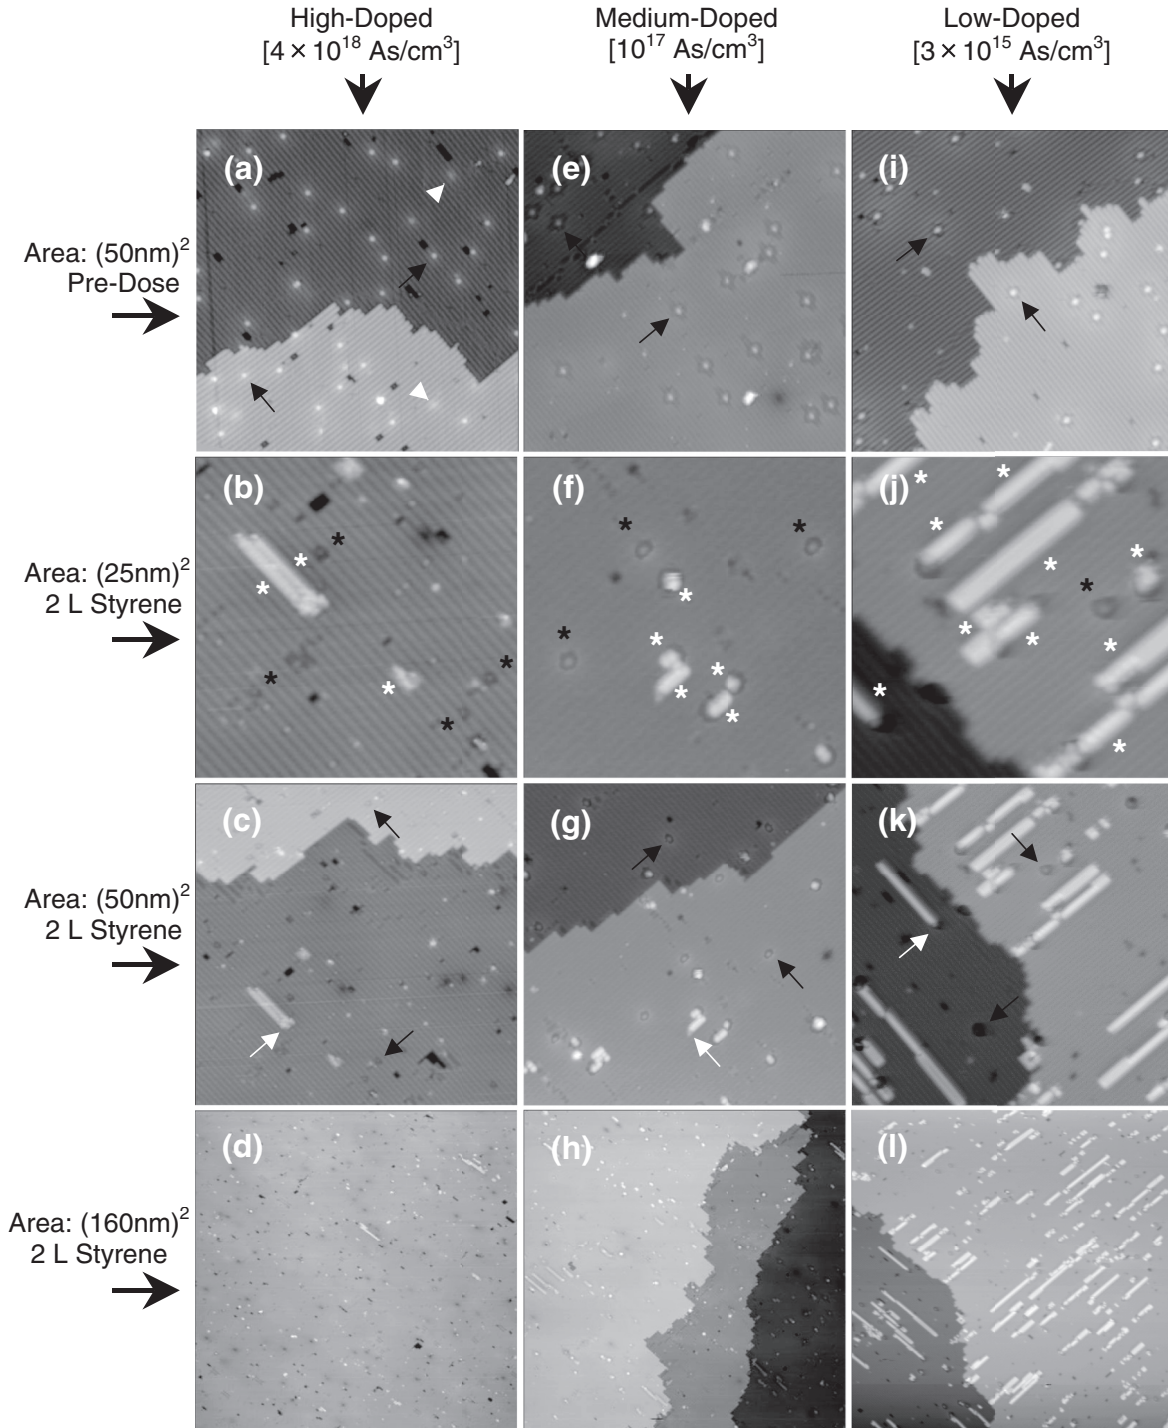 High-Doped
[4 × 10¹⁸ As/cm³]
Medium-Doped
[10¹⁷ As/cm³]
Low-Doped
[3 × 10¹⁵ As/cm³]
Area: (50nm)²
Pre-Dose
(a)
(e)
(i)
Area: (25nm)²
2 L Styrene
(b)
* * * * * * *
(f)
* * * * * * * *
(j)
* * * * * * * * * * *
Area: (50nm)²
2 L Styrene
(c)
(g)
(k)
Area: (160nm)²
2 L Styrene
(d)
(h)
(l)